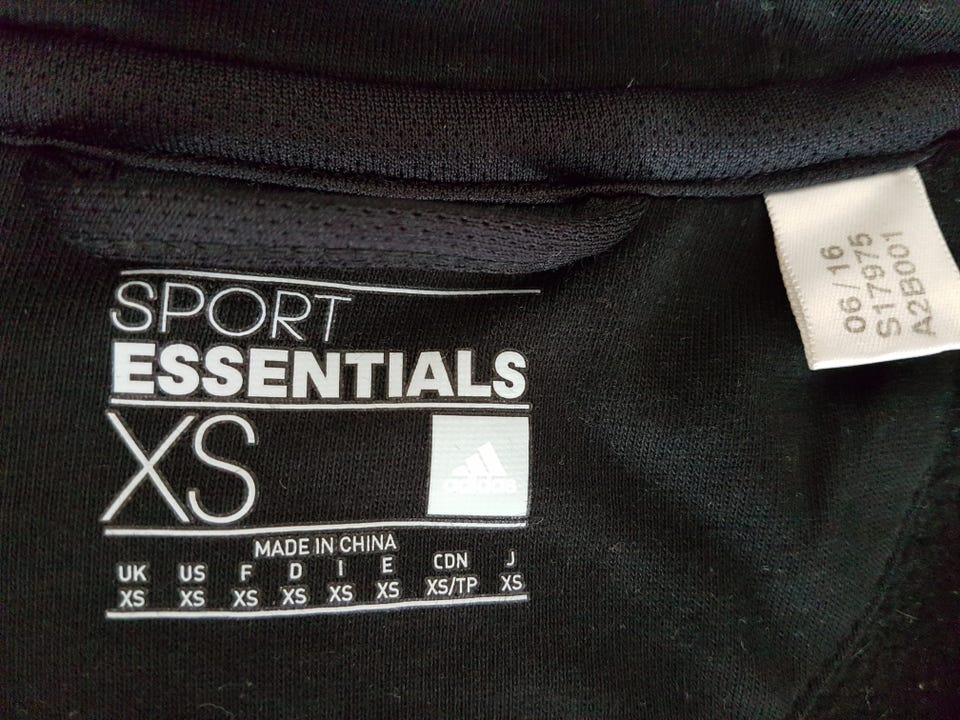 SPORT
ESSENTIALS
XS
adidas
MADE IN CHINA
UK US F D I E CDN J
XS XS XS XS XS XS XS/TP XS
06/16
S17975
A2B001